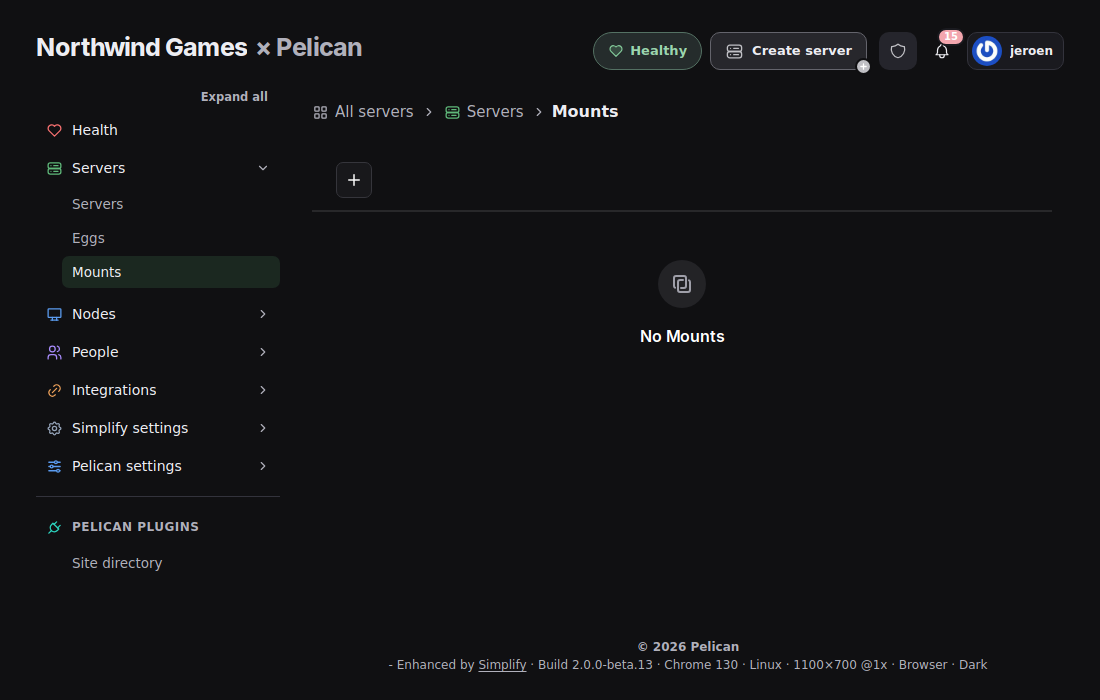 Northwind Games × Pelican
Healthy
Create server
15
jeroen
Expand all
Health
Servers
Servers
Eggs
Mounts
Nodes
People
Integrations
Simplify settings
Pelican settings
PELICAN PLUGINS
Site directory
All servers > Servers > Mounts
No Mounts
© 2026 Pelican
- Enhanced by Simplify · Build 2.0.0-beta.13 · Chrome 130 · Linux · 1100×700 @1x · Browser · Dark